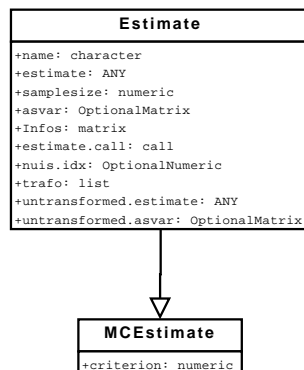 Estimate
+name: character
+estimate: ANY
+samplesize: numeric
+asvar: OptionalMatrix
+Infos: matrix
+estimate.call: call
+nuis.idx: OptionalNumeric
+trafo: list
+untransformed.estimate: ANY
+untransformed.asvar: OptionalMatrix
MCEstimate
+criterion: numeric